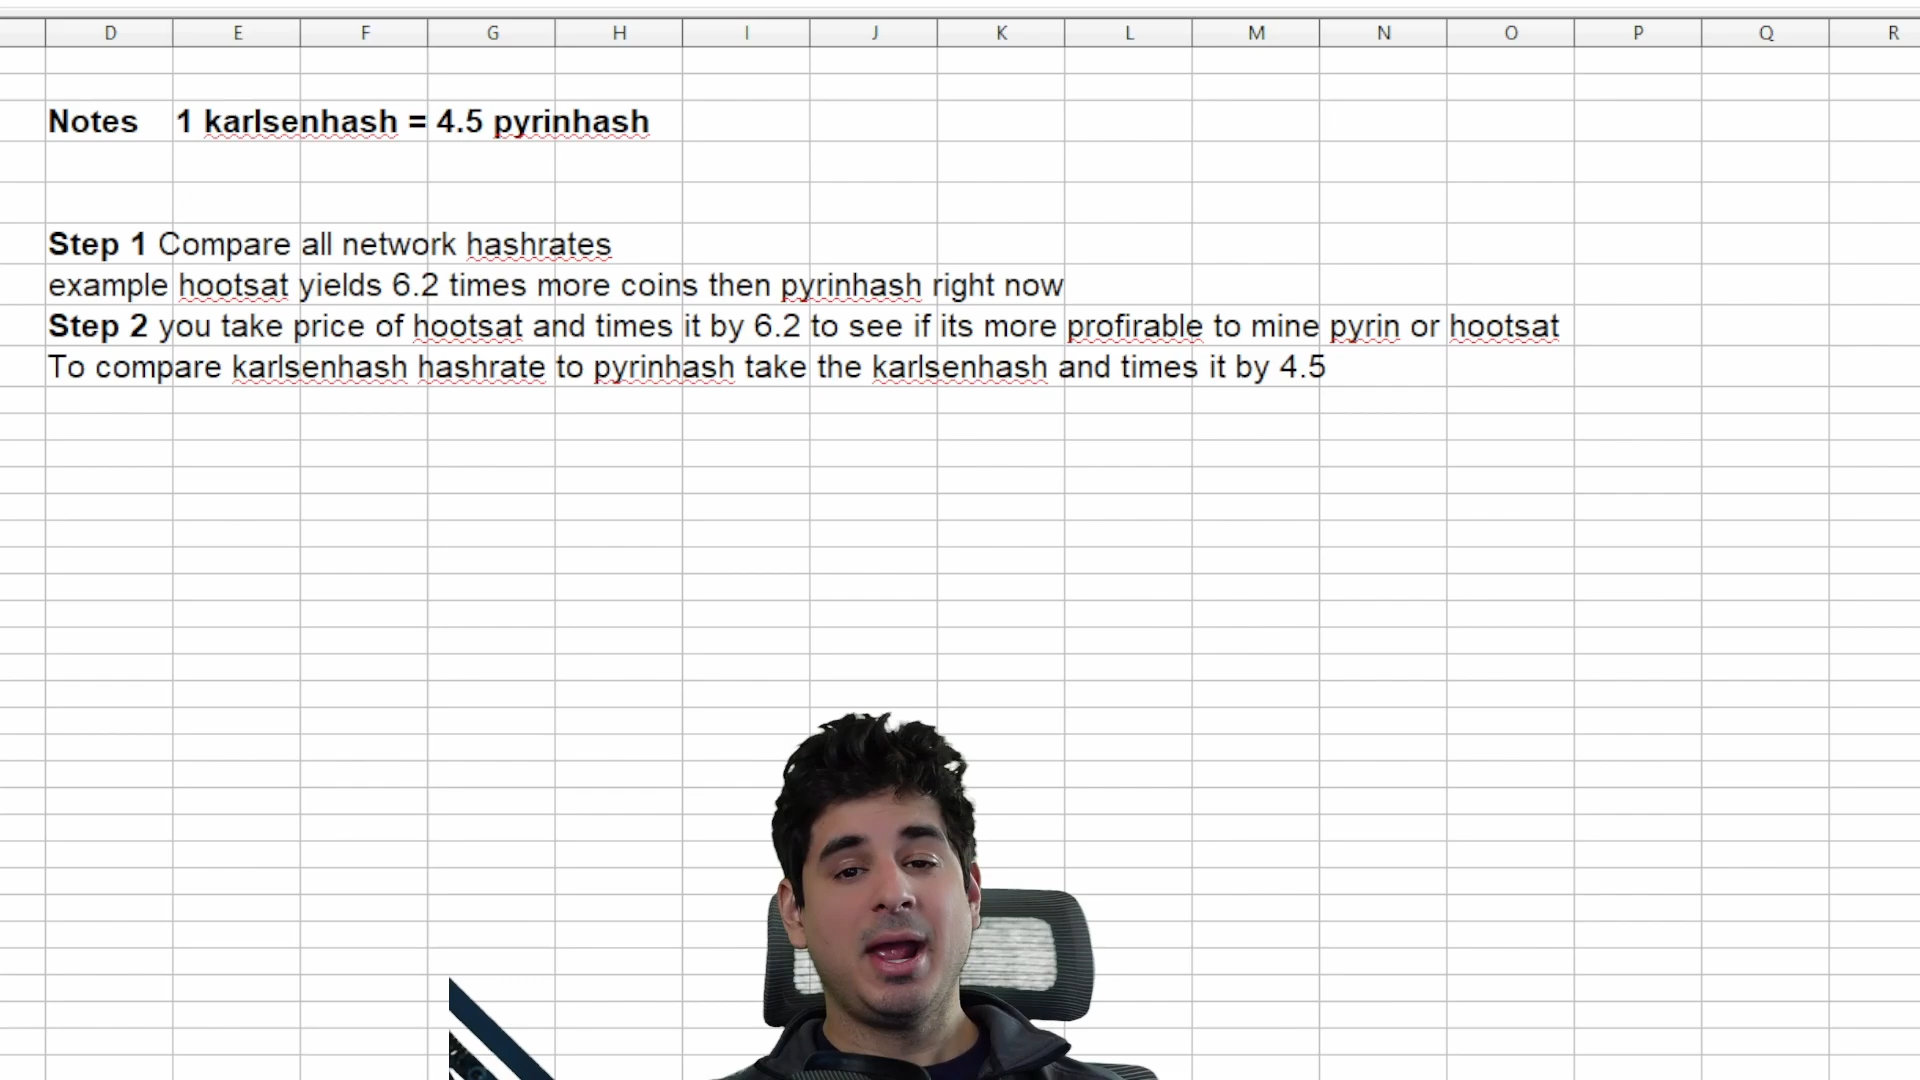 D E F G H I J K L M N O P Q R
Notes 1 karlsenhash = 4.5 pyrinhash
Step 1 Compare all network hashrates
example hootsat yields 6.2 times more coins then pyrinhash right now
Step 2 you take price of hootsat and times it by 6.2 to see if its more profirable to mine pyrin or hootsat
To compare karlsenhash hashrate to pyrinhash take the karlsenhash and times it by 4.5